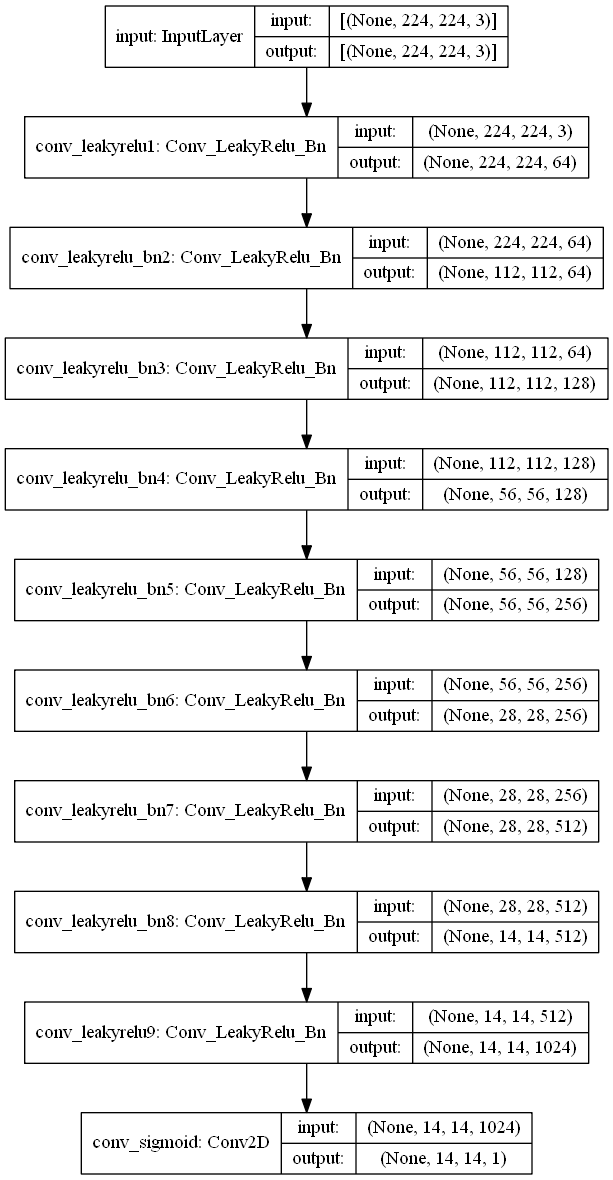 input: InputLayer
input: [(None, 224, 224, 3)]
output: [(None, 224, 224, 3)]
conv_leakyrelu1: Conv_LeakyRelu_Bn
input: (None, 224, 224, 3)
output: (None, 224, 224, 64)
conv_leakyrelu_bn2: Conv_LeakyRelu_Bn
input: (None, 224, 224, 64)
output: (None, 112, 112, 64)
conv_leakyrelu_bn3: Conv_LeakyRelu_Bn
input: (None, 112, 112, 64)
output: (None, 112, 112, 128)
conv_leakyrelu_bn4: Conv_LeakyRelu_Bn
input: (None, 112, 112, 128)
output: (None, 56, 56, 128)
conv_leakyrelu_bn5: Conv_LeakyRelu_Bn
input: (None, 56, 56, 128)
output: (None, 56, 56, 256)
conv_leakyrelu_bn6: Conv_LeakyRelu_Bn
input: (None, 56, 56, 256)
output: (None, 28, 28, 256)
conv_leakyrelu_bn7: Conv_LeakyRelu_Bn
input: (None, 28, 28, 256)
output: (None, 28, 28, 512)
conv_leakyrelu_bn8: Conv_LeakyRelu_Bn
input: (None, 28, 28, 512)
output: (None, 14, 14, 512)
conv_leakyrelu9: Conv_LeakyRelu_Bn
input: (None, 14, 14, 512)
output: (None, 14, 14, 1024)
conv_sigmoid: Conv2D
input: (None, 14, 14, 1024)
output: (None, 14, 14, 1)